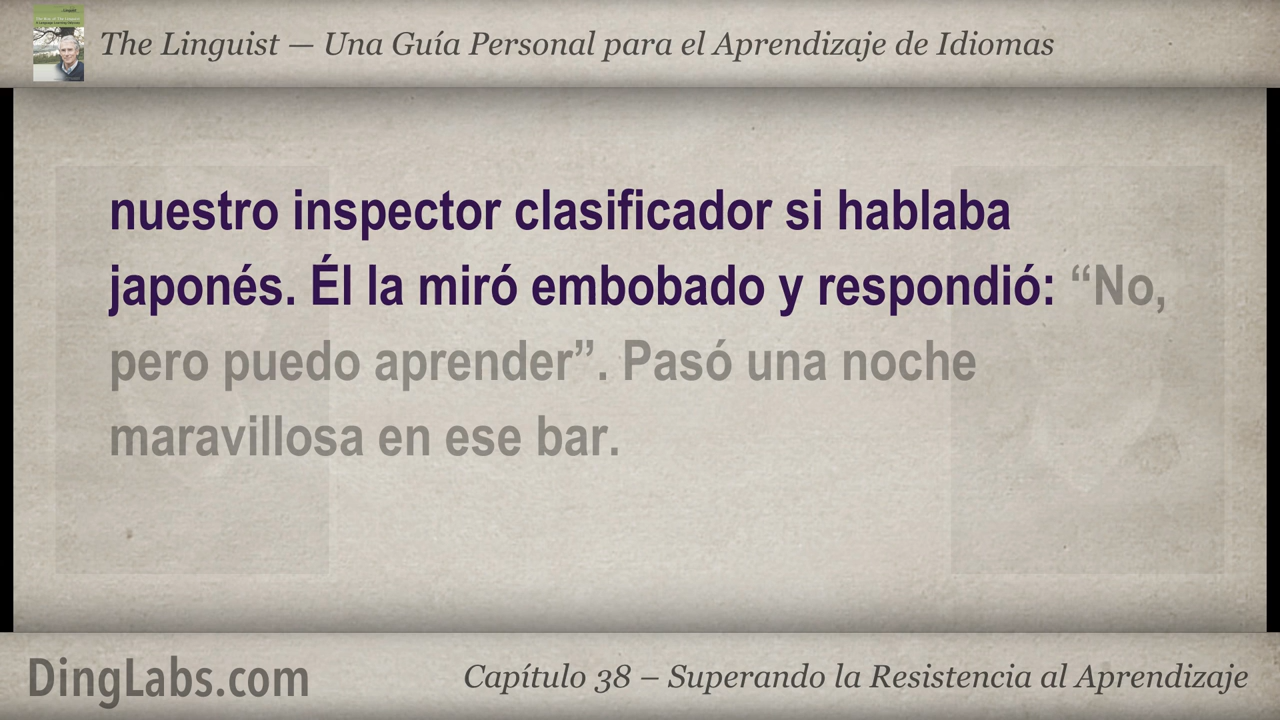 The Linguist — Una Guía Personal para el Aprendizaje de Idiomas
nuestro inspector clasificador si hablaba
japonés. Él la miró embobado y respondió: “No,
pero puedo aprender”. Pasó una noche
maravillosa en ese bar.
DingLabs.com
Capítulo 38 – Superando la Resistencia al Aprendizaje